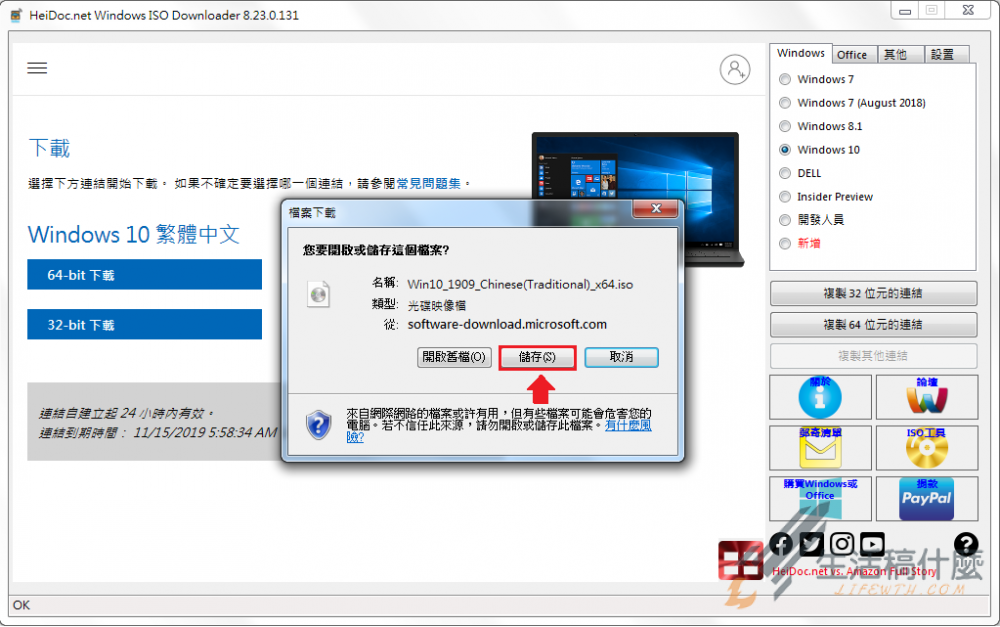 HeiDoc.net Windows ISO Downloader 8.23.0.131
下載
選擇下方連結開始下載。 如果不確定要選擇哪一個連結，請參閱常見問題集。
Windows 10 繁體中文
64-bit 下載
32-bit 下載
連結自建立起 24 小時內有效。
連結到期時間： 11/15/2019 5:58:34 AM
檔案下載
您要開啟或儲存這個檔案?
名稱: Win10_1909_Chinese(Traditional)_x64.iso
類型: 光碟映像檔
從: software-download.microsoft.com
開啟舊檔(O) 儲存(S) 取消
來自網際網路的檔案或許有用，但有些檔案可能會危害您的
電腦。若不信任此來源，請勿開啟或儲存此檔案。有什麼風
險?
Windows Office 其他 設置
Windows 7
Windows 7 (August 2018)
Windows 8.1
Windows 10
DELL
Insider Preview
開發人員
新增
複製 32 位元的連結
複製 64 位元的連結
複製其他連結
關於 論壇
郵寄清單 ISO工具
購買Windows或
Office
捐款
PayPal
HeiDoc.net vs. Amazon Full Story
生活稿什麼
LIFEWTH.COM
OK